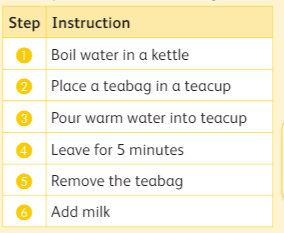 Step Instruction
1 Boil water in a kettle
2 Place a teabag in a teacup
3 Pour warm water into teacup
4 Leave for 5 minutes
5 Remove the teabag
6 Add milk